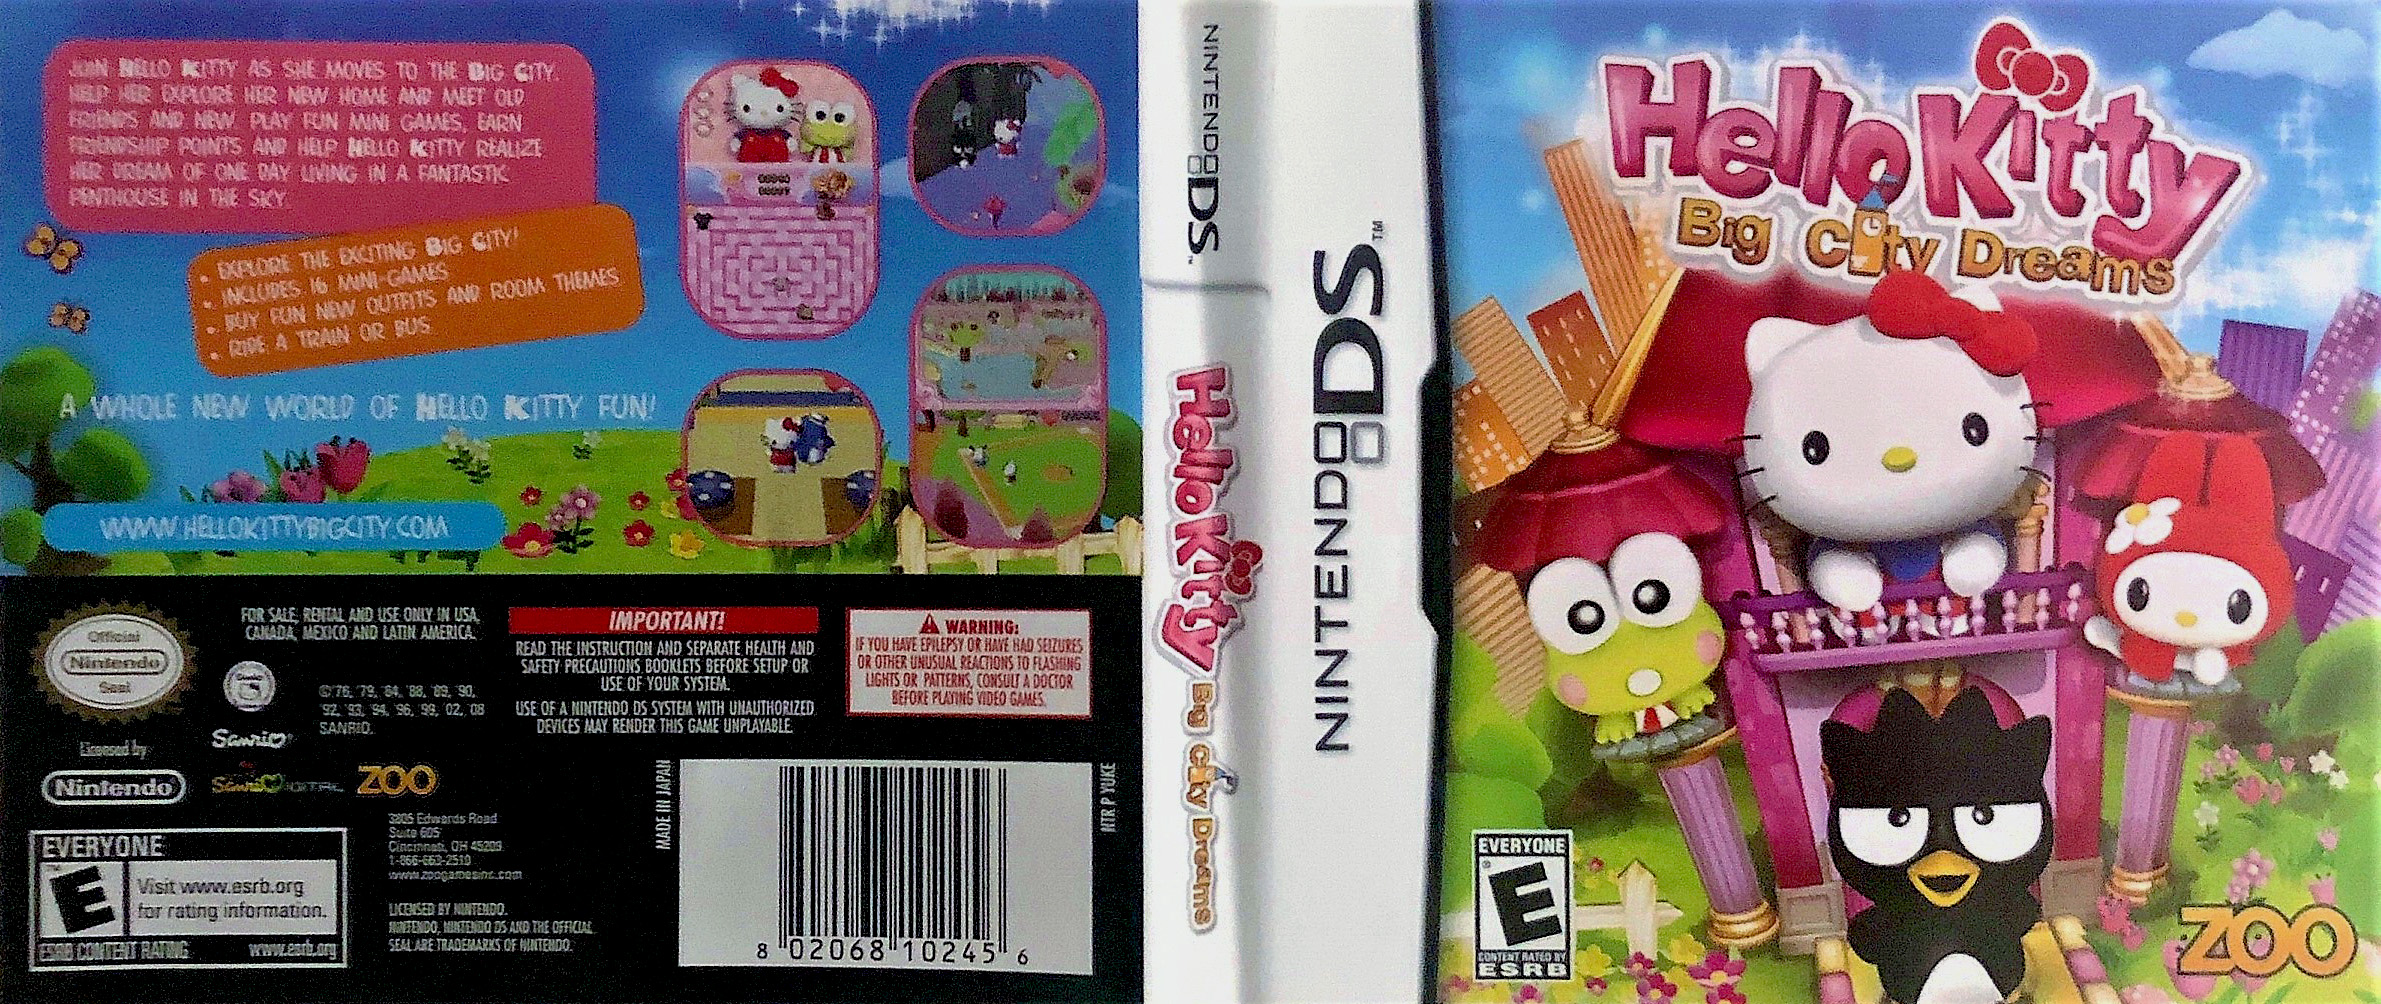 JOIN HELLO KITTY AS SHE MOVES TO THE BIG CITY.
HELP HER EXPLORE HER NEW HOME AND MEET OLD
FRIENDS AND NEW. PLAY FUN MINI GAMES, EARN
FRIENDSHIP POINTS AND HELP HELLO KITTY REALIZE
HER DREAM OF ONE DAY LIVING IN A FANTASTIC
PENTHOUSE IN THE SKY.
• EXPLORE THE EXCITING BIG CITY!
• INCLUDES 16 MINI-GAMES
• BUY FUN NEW OUTFITS AND ROOM THEMES
• RIDE A TRAIN OR BUS
A WHOLE NEW WORLD OF HELLO KITTY FUN!
WWW.HELLOKITTYBIGCITY.COM
Official
Nintendo
Seal
Licensed by
Nintendo
FOR SALE, RENTAL AND USE ONLY IN USA,
CANADA, MEXICO AND LATIN AMERICA.
©'76, '79, '84, '88, '89, '90,
'92, '93, '94, '96, '99, '02, '08
SANRIO.
Sanrio
Sanrio DIGITAL
ZOO
3805 Edwards Road
Suite 605
Cincinnati, OH 45209
1-866-663-2510
www.zoogamesinc.com
LICENSED BY NINTENDO.
NINTENDO, NINTENDO DS AND THE OFFICIAL
SEAL ARE TRADEMARKS OF NINTENDO.
EVERYONE
E
Visit www.esrb.org
for rating information.
ESRB CONTENT RATING www.esrb.org
IMPORTANT!
READ THE INSTRUCTION AND SEPARATE HEALTH AND
SAFETY PRECAUTIONS BOOKLETS BEFORE SETUP OR
USE OF YOUR SYSTEM.
USE OF A NINTENDO DS SYSTEM WITH UNAUTHORIZED
DEVICES MAY RENDER THIS GAME UNPLAYABLE.
WARNING:
IF YOU HAVE EPILEPSY OR HAVE HAD SEIZURES
OR OTHER UNUSUAL REACTIONS TO FLASHING
LIGHTS OR PATTERNS, CONSULT A DOCTOR
BEFORE PLAYING VIDEO GAMES.
MADE IN JAPAN
8 02068 10245 6
NTR P YUKE
NINTENDO DS™
Hello Kitty
Big City Dreams
NINTENDO DS™
Hello Kitty
Big City Dreams
EVERYONE
E
CONTENT RATED BY
ESRB
ZOO